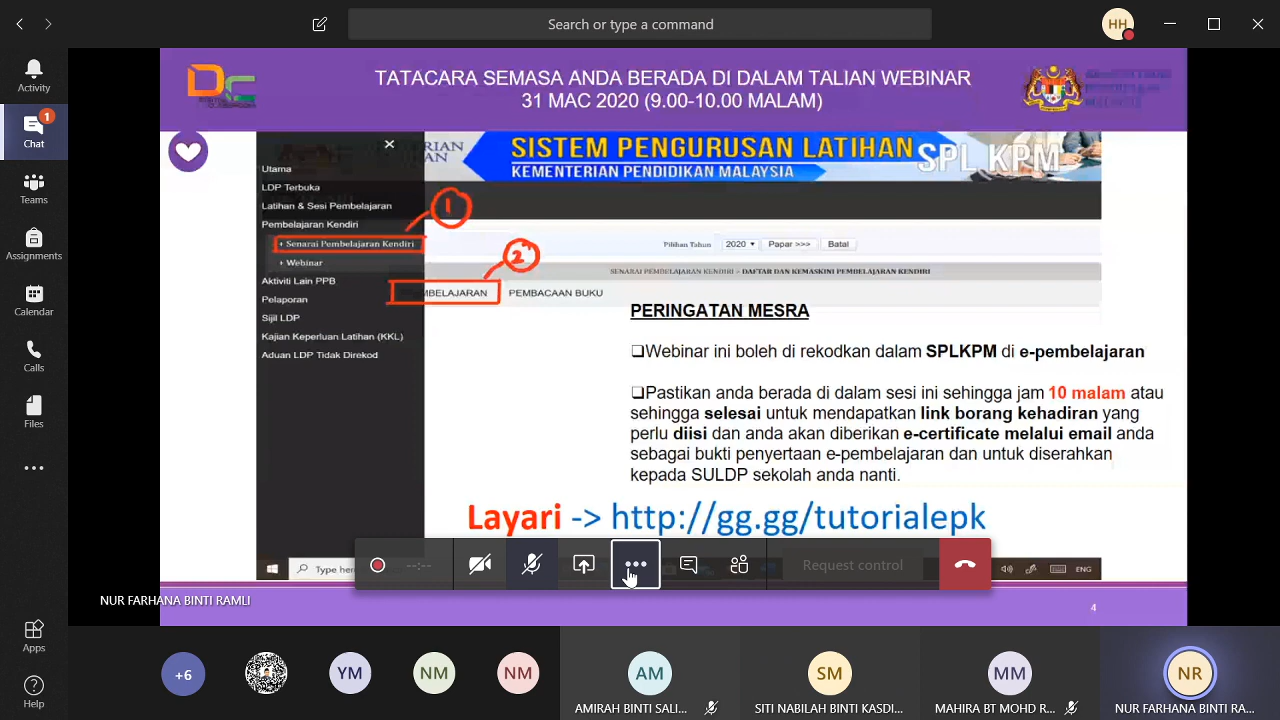 Search or type a command
HH
Activity
1
Chat
Teams
Assignments
Calendar
Calls
Files
Apps
Help
TATACARA SEMASA ANDA BERADA DI DALAM TALIAN WEBINAR
31 MAC 2020 (9.00-10.00 MALAM)
DC
SISTEM PENGURUSAN LATIHAN
KEMENTERIAN PENDIDIKAN MALAYSIA
SPL KPM
Utama
LDP Terbuka
Latihan & Sesi Pembelajaran
Pembelajaran Kendiri
Senarai Pembelajaran Kendiri
Webinar
Aktiviti Lain PPB
Pelaporan
Sijil LDP
Kajian Keperluan Latihan (KKL)
Aduan LDP Tidak Direkod
1
2
Pilihan Tahun 2020 Papar >>> Batal
SENARAI PEMBELAJARAN KENDIRI > DAFTAR DAN KEMASKINI PEMBELAJARAN KENDIRI
MBELAJARAN PEMBACAAN BUKU
PERINGATAN MESRA
❑Webinar ini boleh di rekodkan dalam SPLKPM di e-pembelajaran
❑Pastikan anda berada di dalam sesi ini sehingga jam 10 malam atau
sehingga selesai untuk mendapatkan link borang kehadiran yang
perlu diisi dan anda akan diberikan e-certificate melalui email anda
sebagai bukti penyertaan e-pembelajaran dan untuk diserahkan
kepada SULDP sekolah anda nanti.
Layari -> http://gg.gg/tutorialepk
Type he
--:--
Request control
ENG
NUR FARHANA BINTI RAMLI
4
+6
YM
NM
NM
AM
AMIRAH BINTI SALI...
SM
SITI NABILAH BINTI KASDI...
MM
MAHIRA BT MOHD R...
NR
NUR FARHANA BINTI RA...